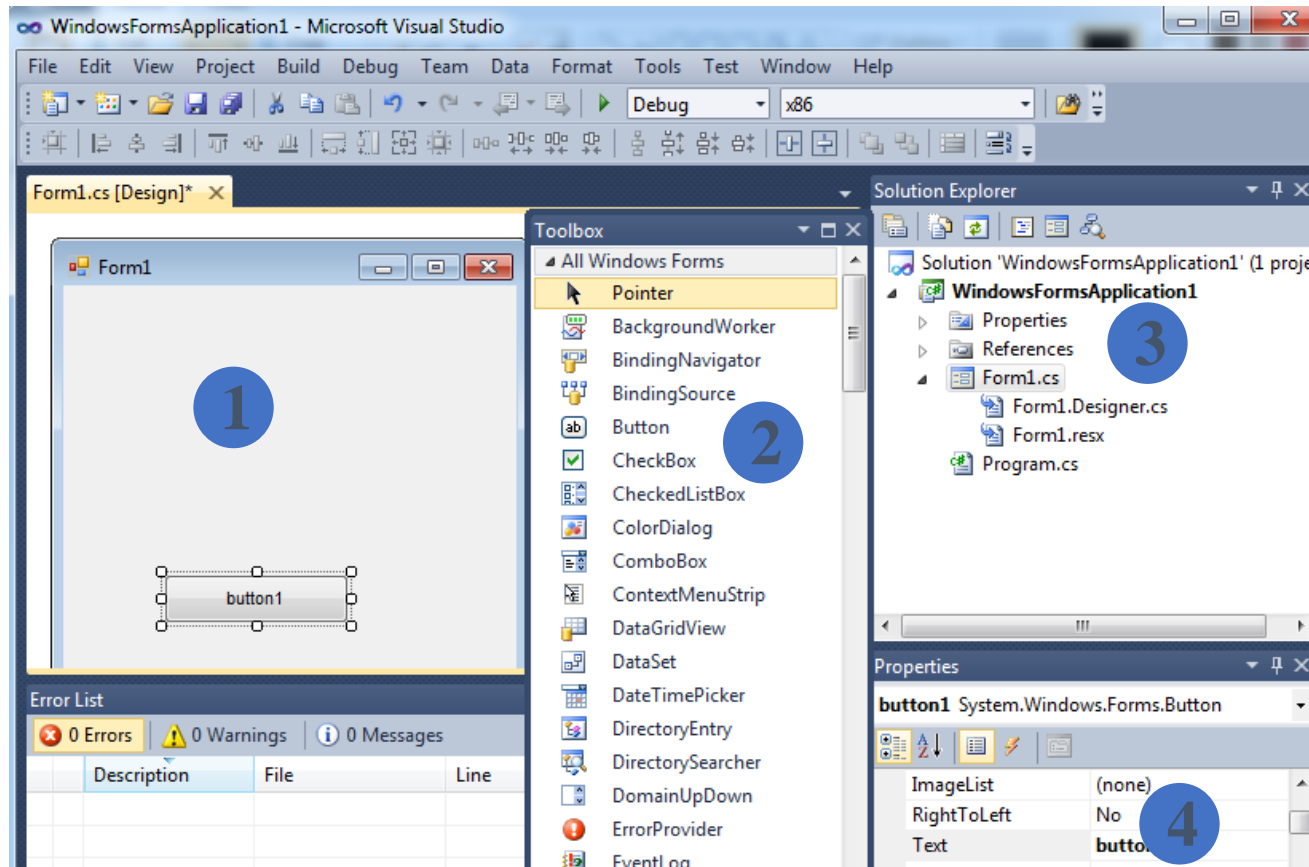 WindowsFormsApplication1 - Microsoft Visual Studio
File Edit View Project Build Debug Team Data Format Tools Test Window Help
Debug x86
Form1.cs [Design]*
Form1
1
button1
Error List
0 Errors 0 Warnings 0 Messages
Description File Line
Toolbox
All Windows Forms
Pointer
BackgroundWorker
BindingNavigator
BindingSource
Button
2
CheckBox
CheckedListBox
ColorDialog
ComboBox
ContextMenuStrip
DataGridView
DataSet
DateTimePicker
DirectoryEntry
DirectorySearcher
DomainUpDown
ErrorProvider
EventLog
Solution Explorer
Solution 'WindowsFormsApplication1' (1 proje
WindowsFormsApplication1
Properties
References
3
Form1.cs
Form1.Designer.cs
Form1.resx
Program.cs
Properties
button1 System.Windows.Forms.Button
ImageList (none)
RightToLeft No
4
Text butto